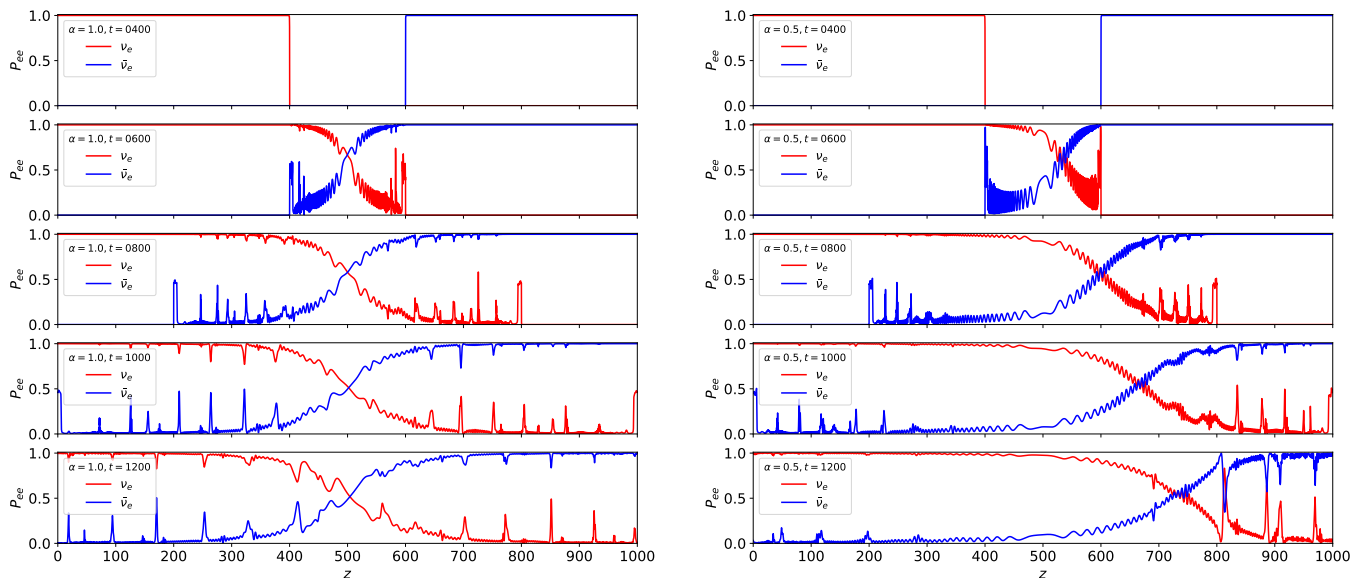 1.0
0.5
0.0
P_ee
α = 1.0, t = 0400
ν_e
ν̄_e
1.0
0.5
0.0
P_ee
α = 1.0, t = 0600
ν_e
ν̄_e
1.0
0.5
0.0
P_ee
α = 1.0, t = 0800
ν_e
ν̄_e
1.0
0.5
0.0
P_ee
α = 1.0, t = 1000
ν_e
ν̄_e
1.0
0.5
0.0
P_ee
α = 1.0, t = 1200
ν_e
ν̄_e
0 100 200 300 400 500 600 700 800 900 1000
z
1.0
0.5
0.0
P_ee
α = 0.5, t = 0400
ν_e
ν̄_e
1.0
0.5
0.0
P_ee
α = 0.5, t = 0600
ν_e
ν̄_e
1.0
0.5
0.0
P_ee
α = 0.5, t = 0800
ν_e
ν̄_e
1.0
0.5
0.0
P_ee
α = 0.5, t = 1000
ν_e
ν̄_e
1.0
0.5
0.0
P_ee
α = 0.5, t = 1200
ν_e
ν̄_e
0 100 200 300 400 500 600 700 800 900 1000
z